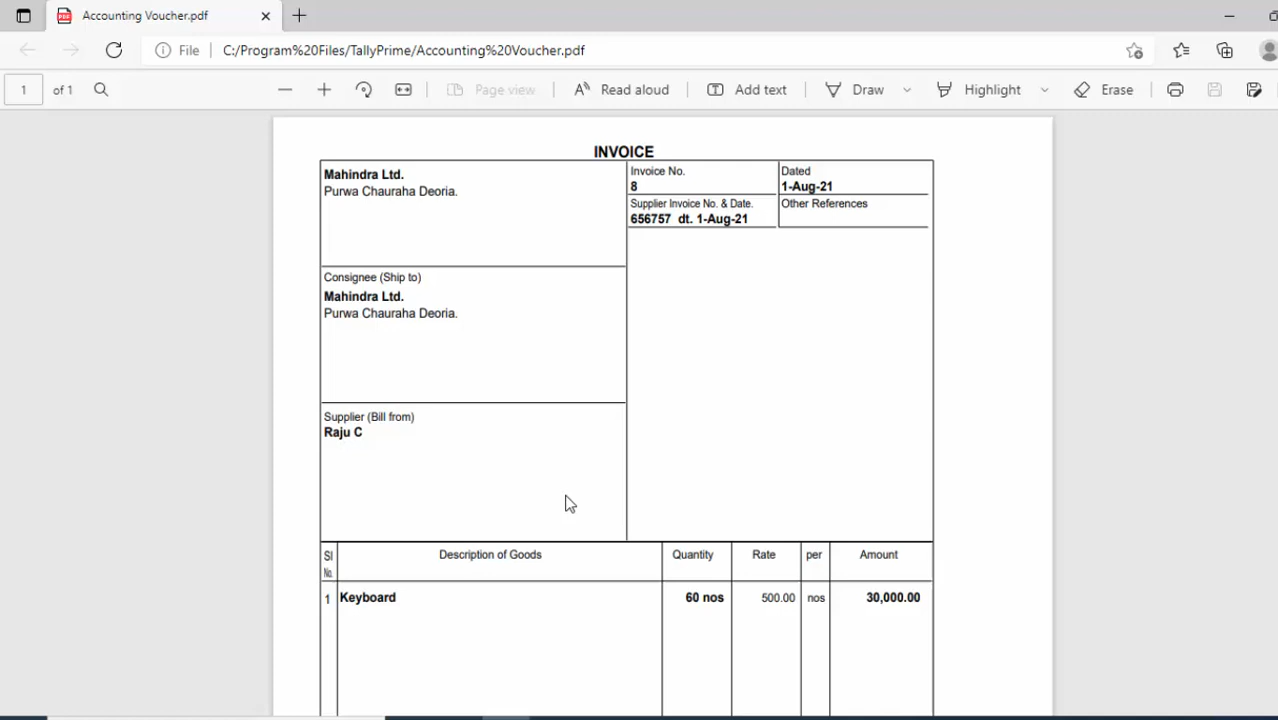 Accounting Voucher.pdf
File C:/Program%20Files/TallyPrime/Accounting%20Voucher.pdf
1 of 1 Page view Read aloud Add text Draw Highlight Erase
INVOICE
Mahindra Ltd.
Purwa Chauraha Deoria.
Invoice No.
8
Dated
1-Aug-21
Supplier Invoice No. & Date.
656757 dt. 1-Aug-21
Other References
Consignee (Ship to)
Mahindra Ltd.
Purwa Chauraha Deoria.
Supplier (Bill from)
Raju C
Sl No. Description of Goods Quantity Rate per Amount
1 Keyboard 60 nos 500.00 nos 30,000.00